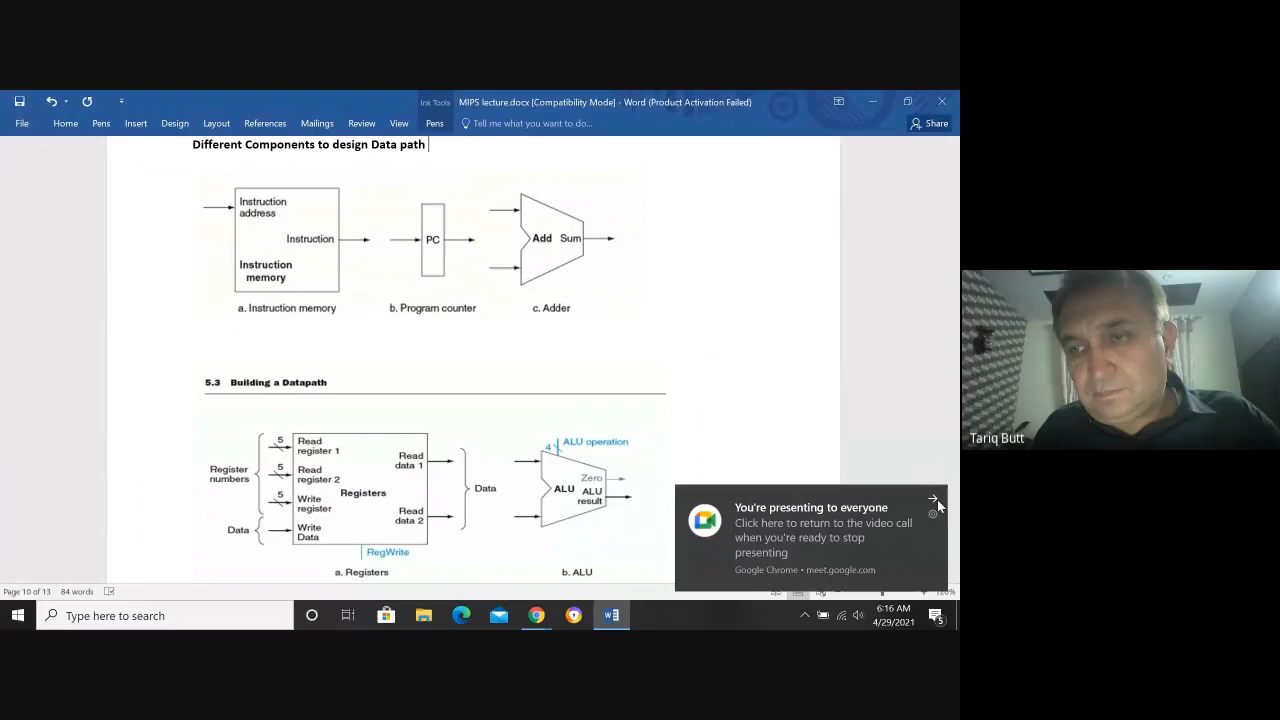 Ink Tools
MIPS lecture.docx [Compatibility Mode] - Word (Product Activation Failed)
File Home Pens Insert Design Layout References Mailings Review View Pens Tell me what you want to do... Share
Different Components to design Data path
Instruction
address
Instruction
Instruction
memory
a. Instruction memory
PC
b. Program counter
Add Sum
c. Adder
5.3 Building a Datapath
Register
numbers
Data
5
5
5
Read
register 1
Read
register 2
Write
register
Write
Data
Registers
Read
data 1
Read
data 2
Data
RegWrite
a. Registers
4
ALU operation
Zero
ALU
ALU
result
b. ALU
You're presenting to everyone
Click here to return to the video call
when you're ready to stop
presenting
Google Chrome • meet.google.com
Tariq Butt
Page 10 of 13 84 words
120%
Type here to search
6:16 AM
4/29/2021
5